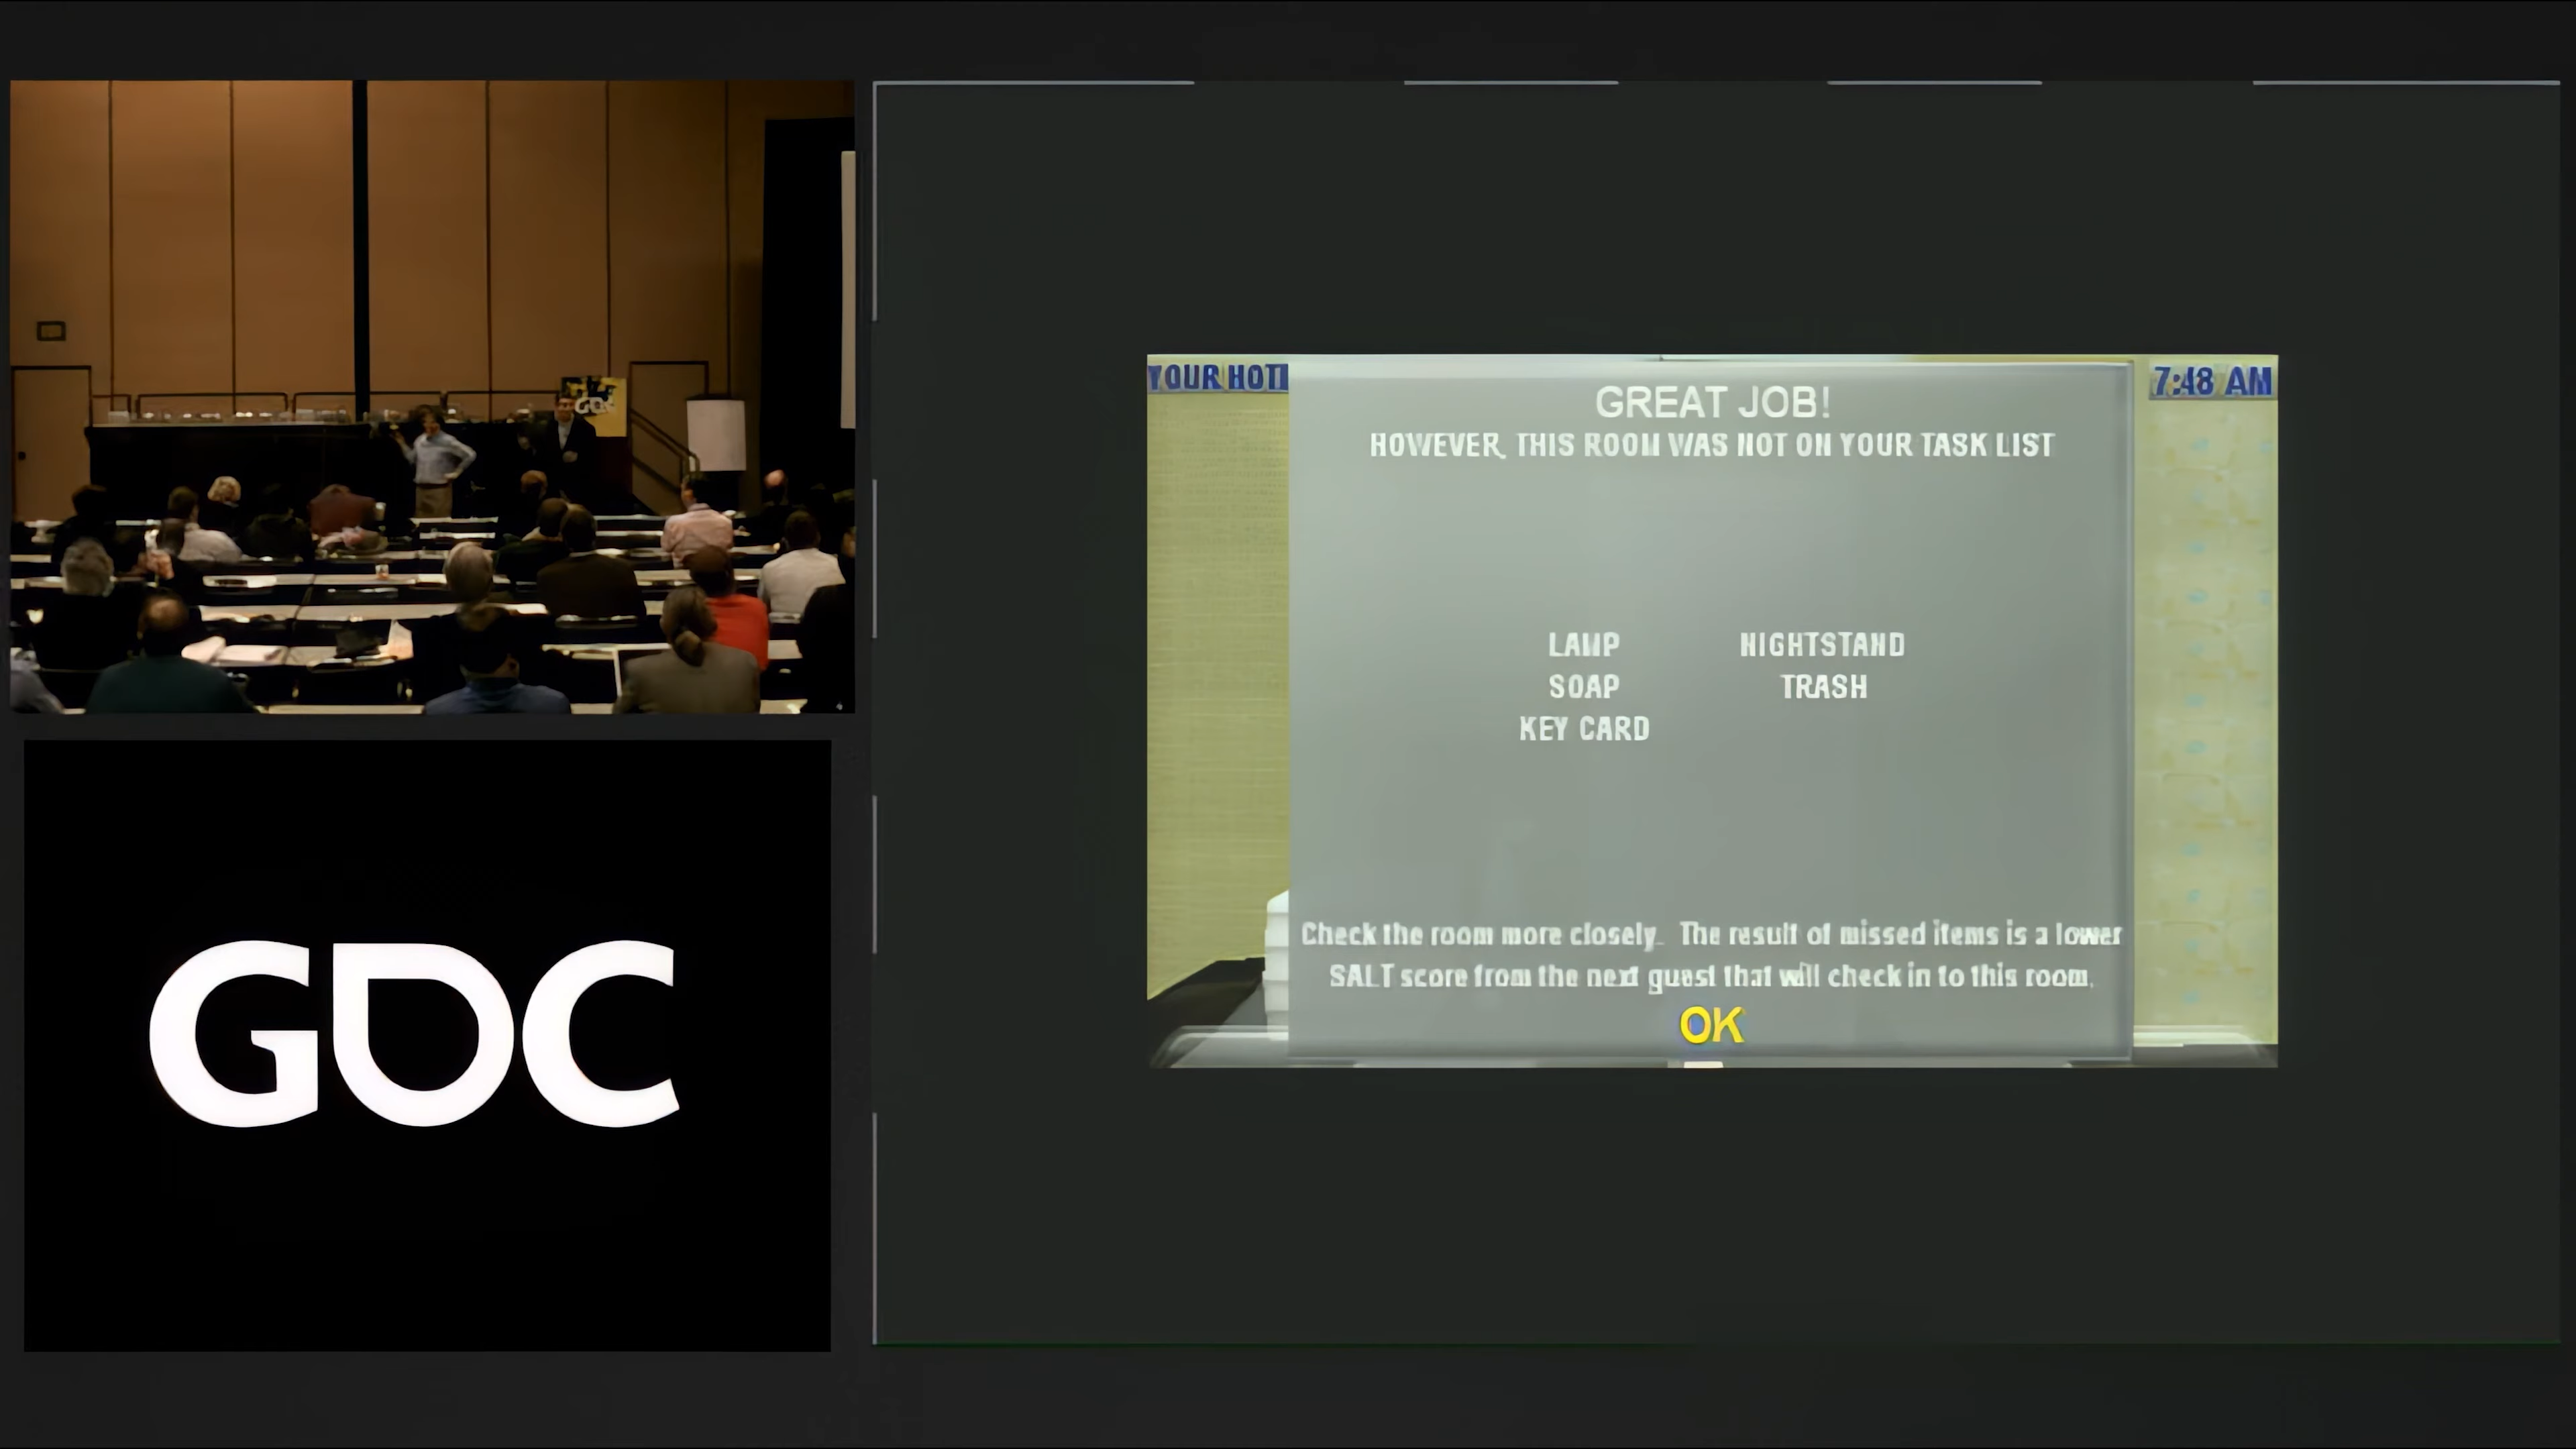 GDC
GDC
YOUR HOT
7:48 AM
GREAT JOB!
HOWEVER, THIS ROOM WAS NOT ON YOUR TASK LIST
LAMP NIGHTSTAND
SOAP TRASH
KEY CARD
Check the room more closely. The result of missed items is a lower
SALT score from the next guest that will check in to this room.
OK